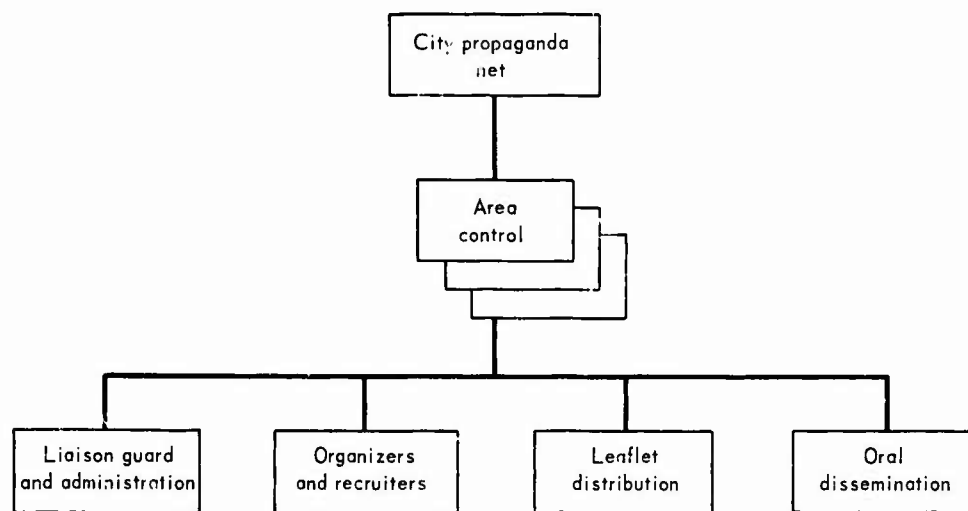 City propaganda
net
Area
control
Liaison guard
and administration
Organizers
and recruiters
Leaflet
distribution
Oral
dissemination